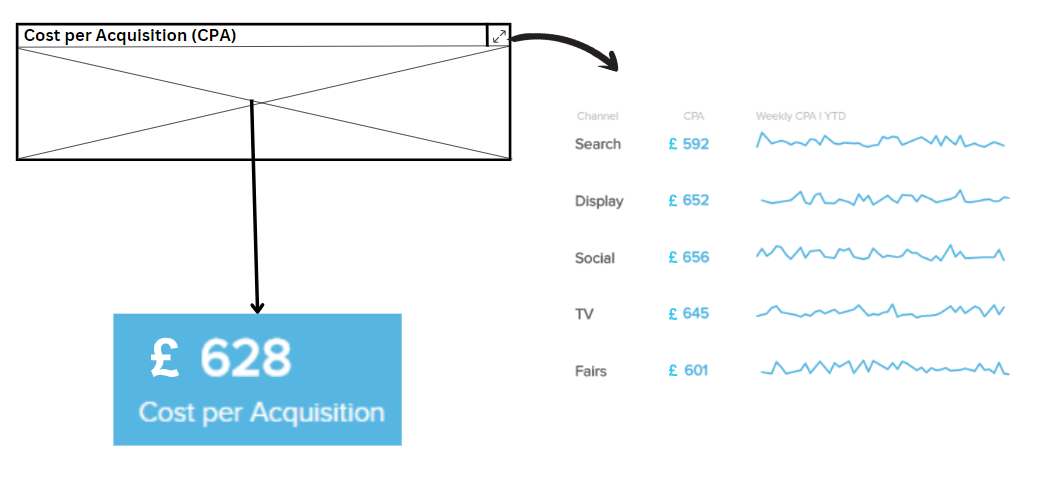 Cost per Acquisition (CPA)
Channel CPA Weekly CPA | YTD
Search £ 592
Display £ 652
Social £ 656
TV £ 645
Fairs £ 601
£ 628
Cost per Acquisition